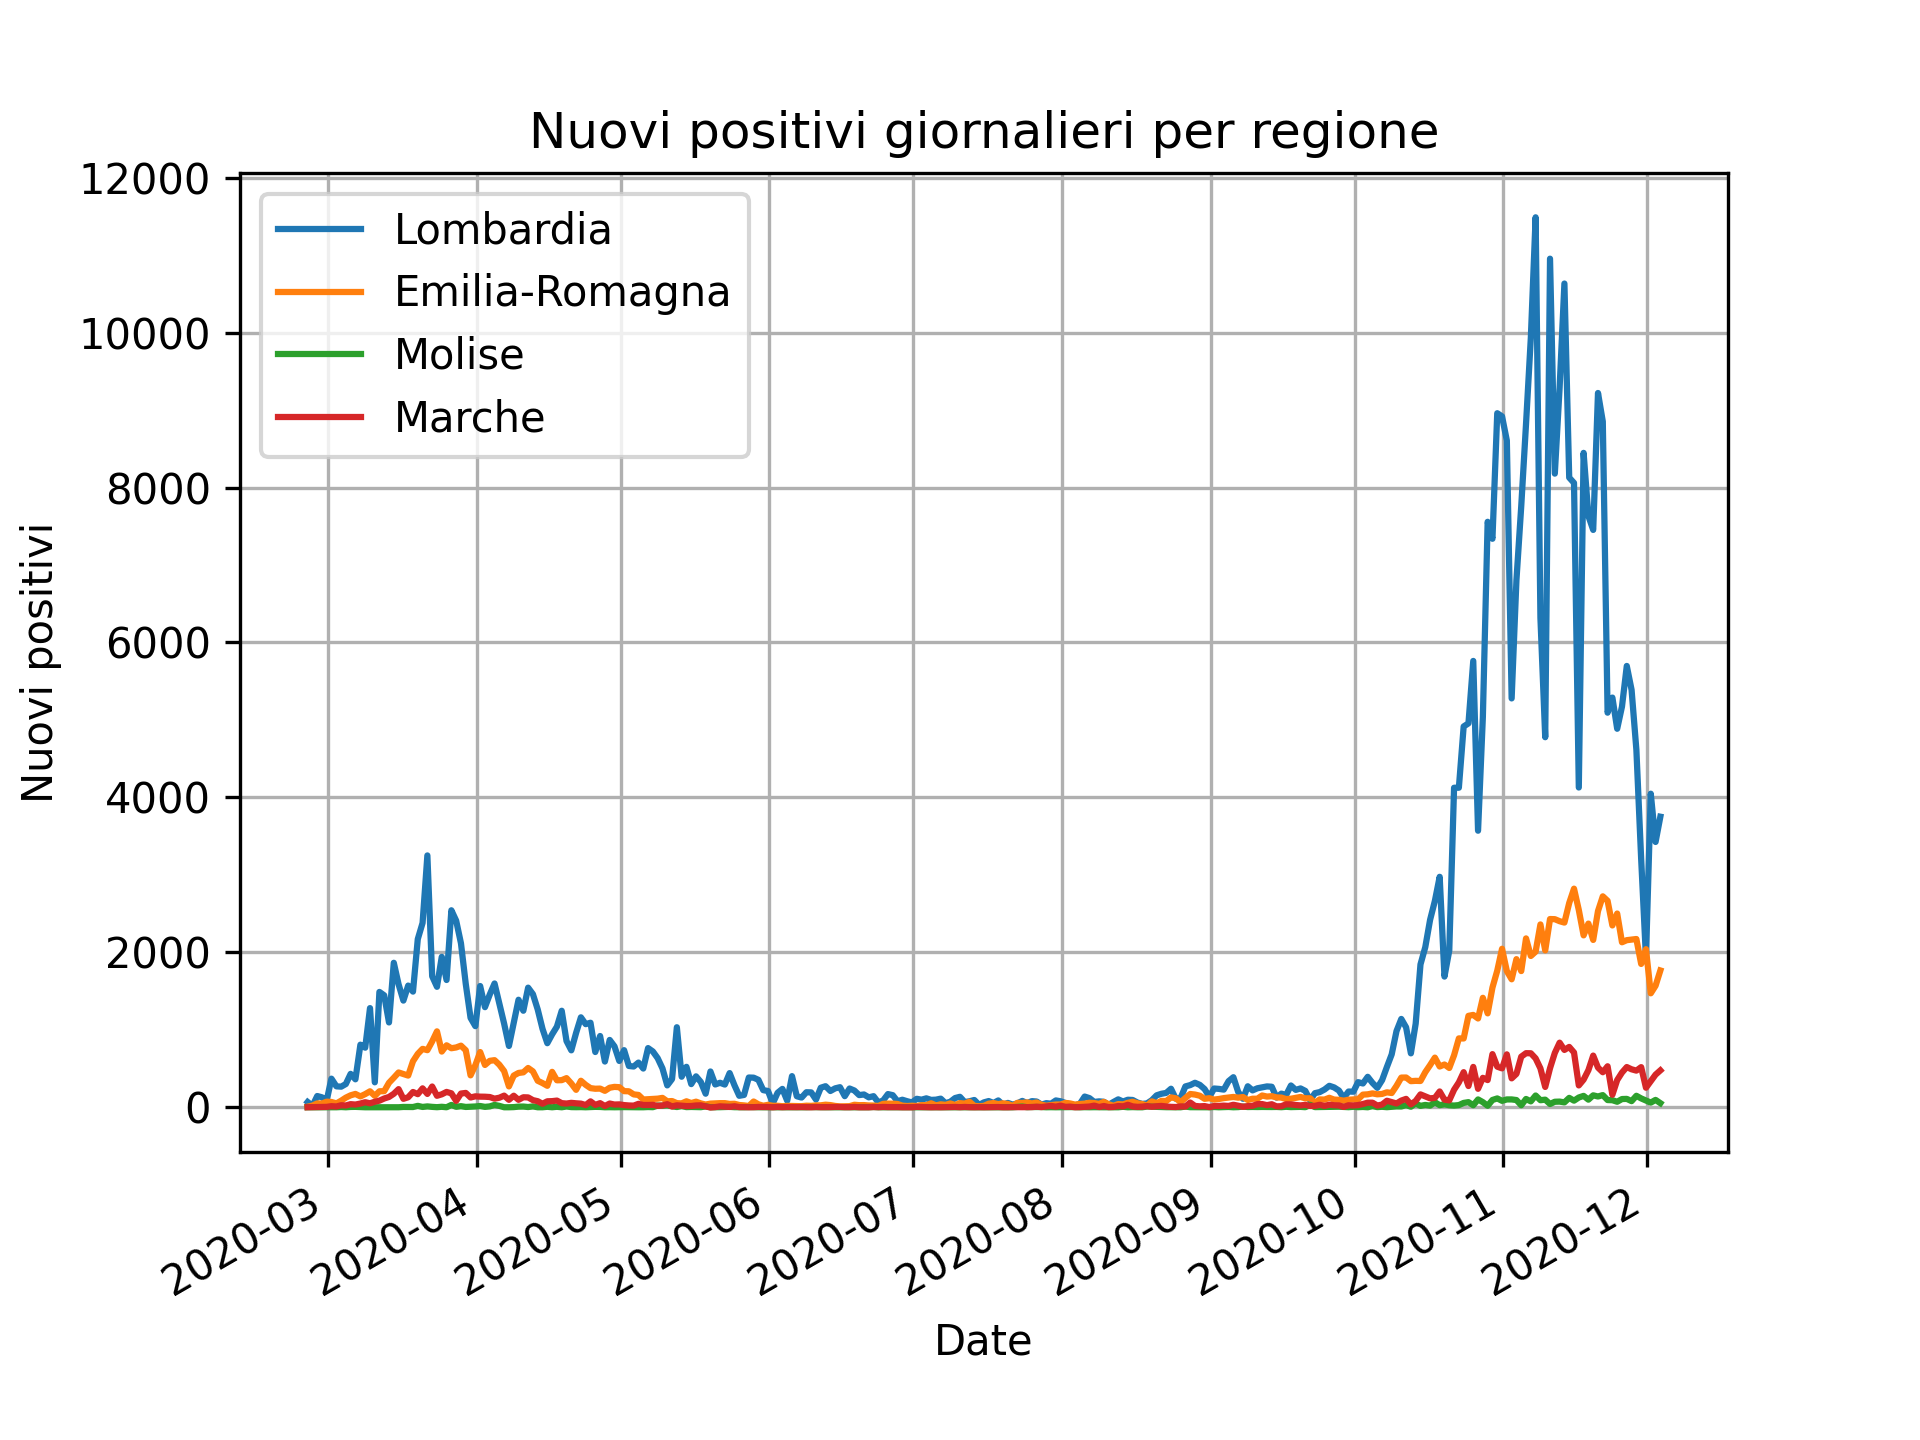 Nuovi positivi giornalieri per regione
12000
10000
8000
6000
4000
2000
0
Nuovi positivi
Lombardia
Emilia-Romagna
Molise
Marche
2020-03
2020-04
2020-05
2020-06
2020-07
2020-08
2020-09
2020-10
2020-11
2020-12
Date